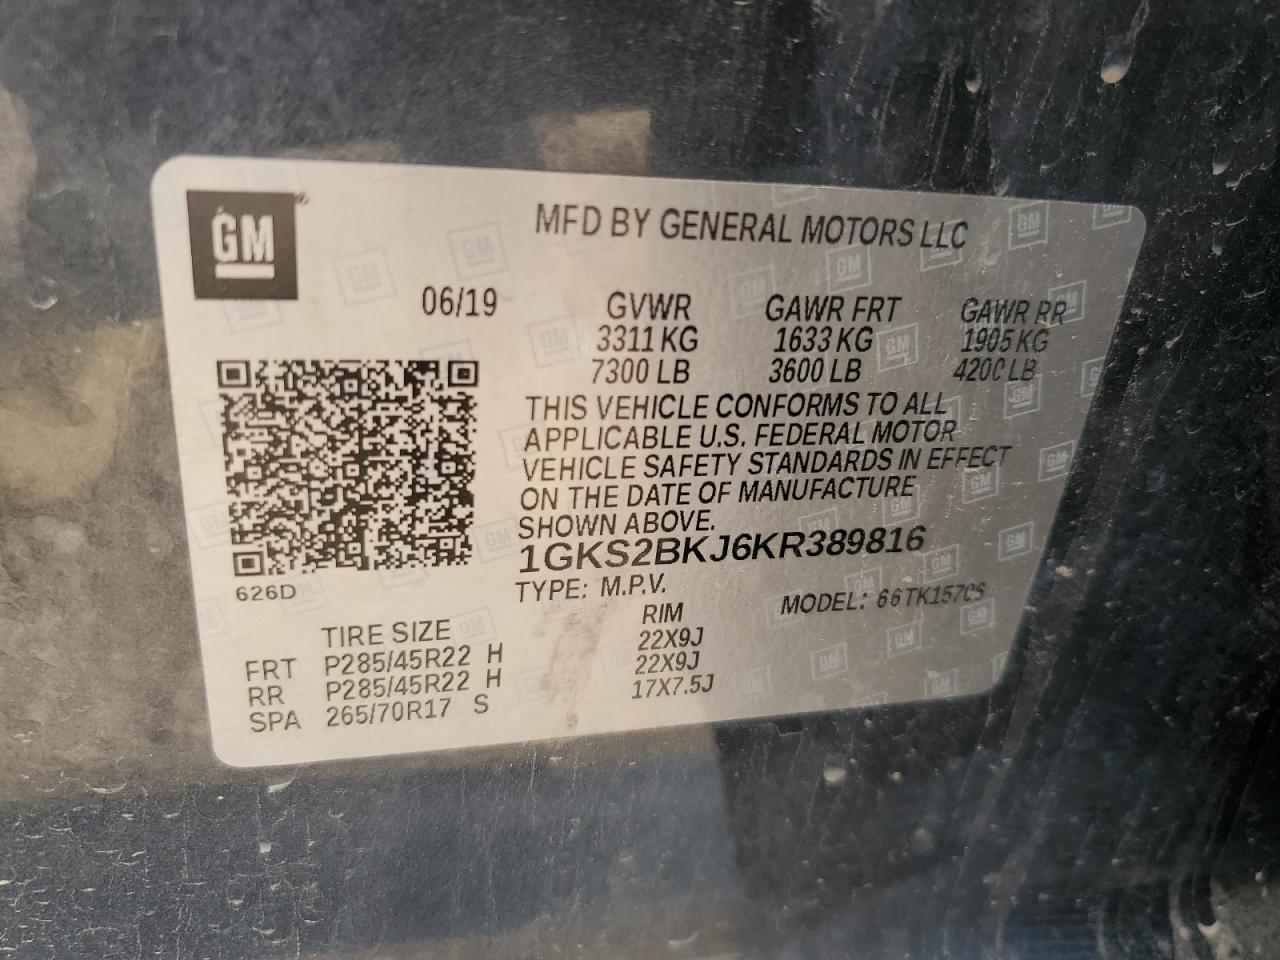 GM
MFD BY GENERAL MOTORS LLC
06/19 GVWR GAWR FRT GAWR RR
3311 KG 1633 KG 1905 KG
7300 LB 3600 LB 4200 LB
THIS VEHICLE CONFORMS TO ALL
APPLICABLE U.S. FEDERAL MOTOR
VEHICLE SAFETY STANDARDS IN EFFECT
ON THE DATE OF MANUFACTURE
SHOWN ABOVE.
1GKS2BKJ6KR389816
626D
TYPE: M.P.V. MODEL: 66TK15706
TIRE SIZE RIM
FRT P285/45R22 H 22X9J
RR P285/45R22 H 22X9J
SPA 265/70R17 S 17X7.5J